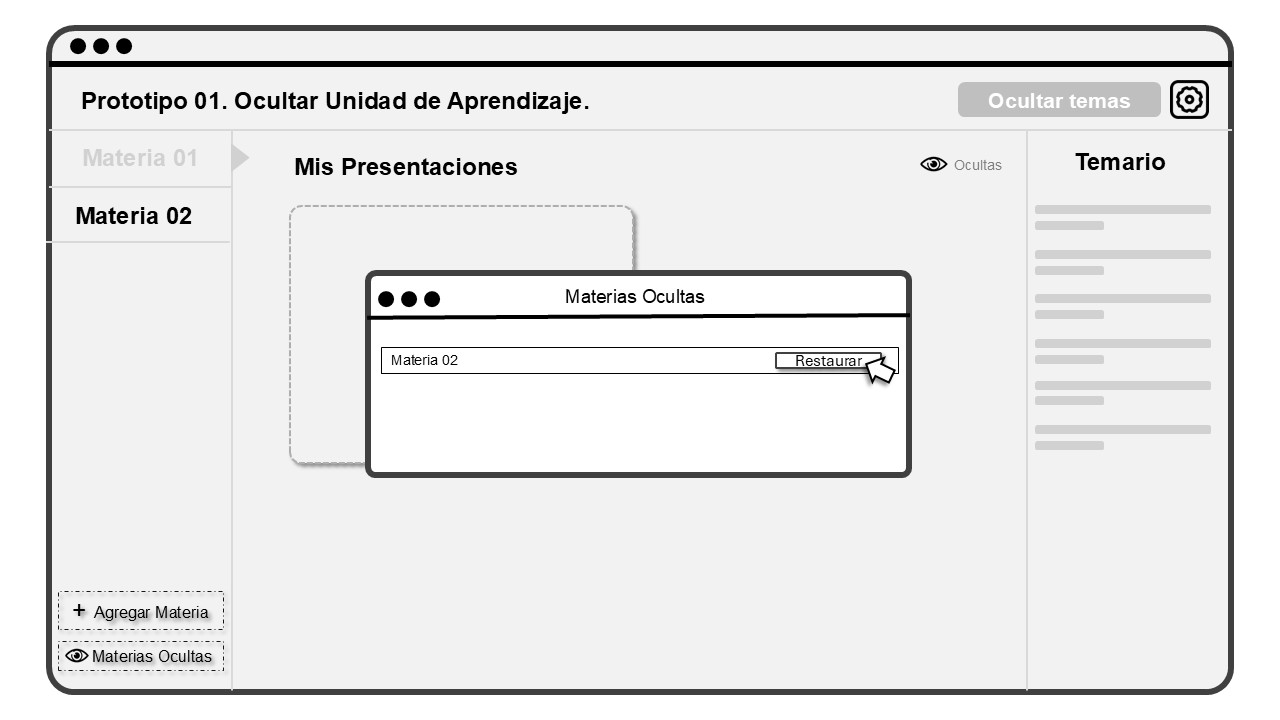 Prototipo 01. Ocultar Unidad de Aprendizaje.
Ocultar temas
Materia 01
Materia 02
Mis Presentaciones
Ocultas
Temario
Materias Ocultas
Materia 02
Restaurar
+ Agregar Materia
Materias Ocultas